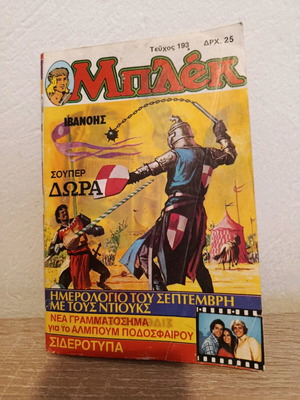 Τεύχος 193 ΔΡΧ. 25
Μπλέκ
ΙΒΑΝΟΗΣ
ΣΟΥΠΕΡ
ΔΩΡΑ
ΗΜΕΡΟΛΟΓΙΟ ΤΟΥ ΣΕΠΤΕΜΒΡΗ
ΜΕ ΤΟΥΣ ΝΤΙΟΥΚΣ
ΝΕΑ ΓΡΑΜΜΑΤΟΣΗΜΑ
για το ΑΛΜΠΟΥΜ ΠΟΔΟΣΦΑΙΡΟΥ
ΣΙΔΕΡΟΤΥΠΑ